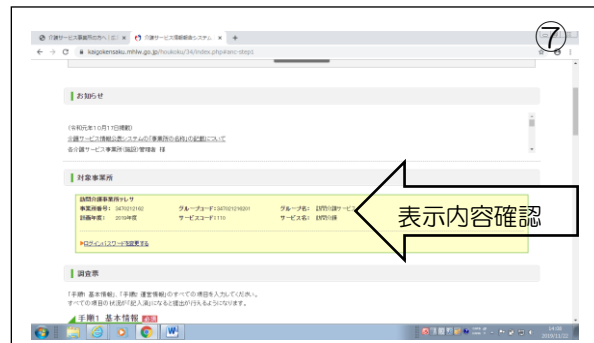 ⑦
介護サービス事業所の方へ
介護サービス情報報告システム
kaigokensaku.mhlw.go.jp/houkoku/34/index.php#anc-step1
お知らせ
(令和元年10月17日掲載)
介護サービス情報公表システムの「事業所の名称」の記載について
各介護サービス事業所(施設)管理者 様
対象事業所
訪問介護事業所テレサ
事業所番号: 3470212162 グループコード: 34702121620 グループ名: 訪問介護サービス
計画年度: 2019年度 サービスコード: 110 サービス名: 訪問介護
表示内容確認
▶ログインパスワードを変更する
調査票
「手順1 基本情報」、「手順2 運営情報」のすべての項目を入力してください。
すべての項目の状況が「記入済」になると提出が行えるようになります。
手順1 基本情報 必須
14:08
2019/11/22